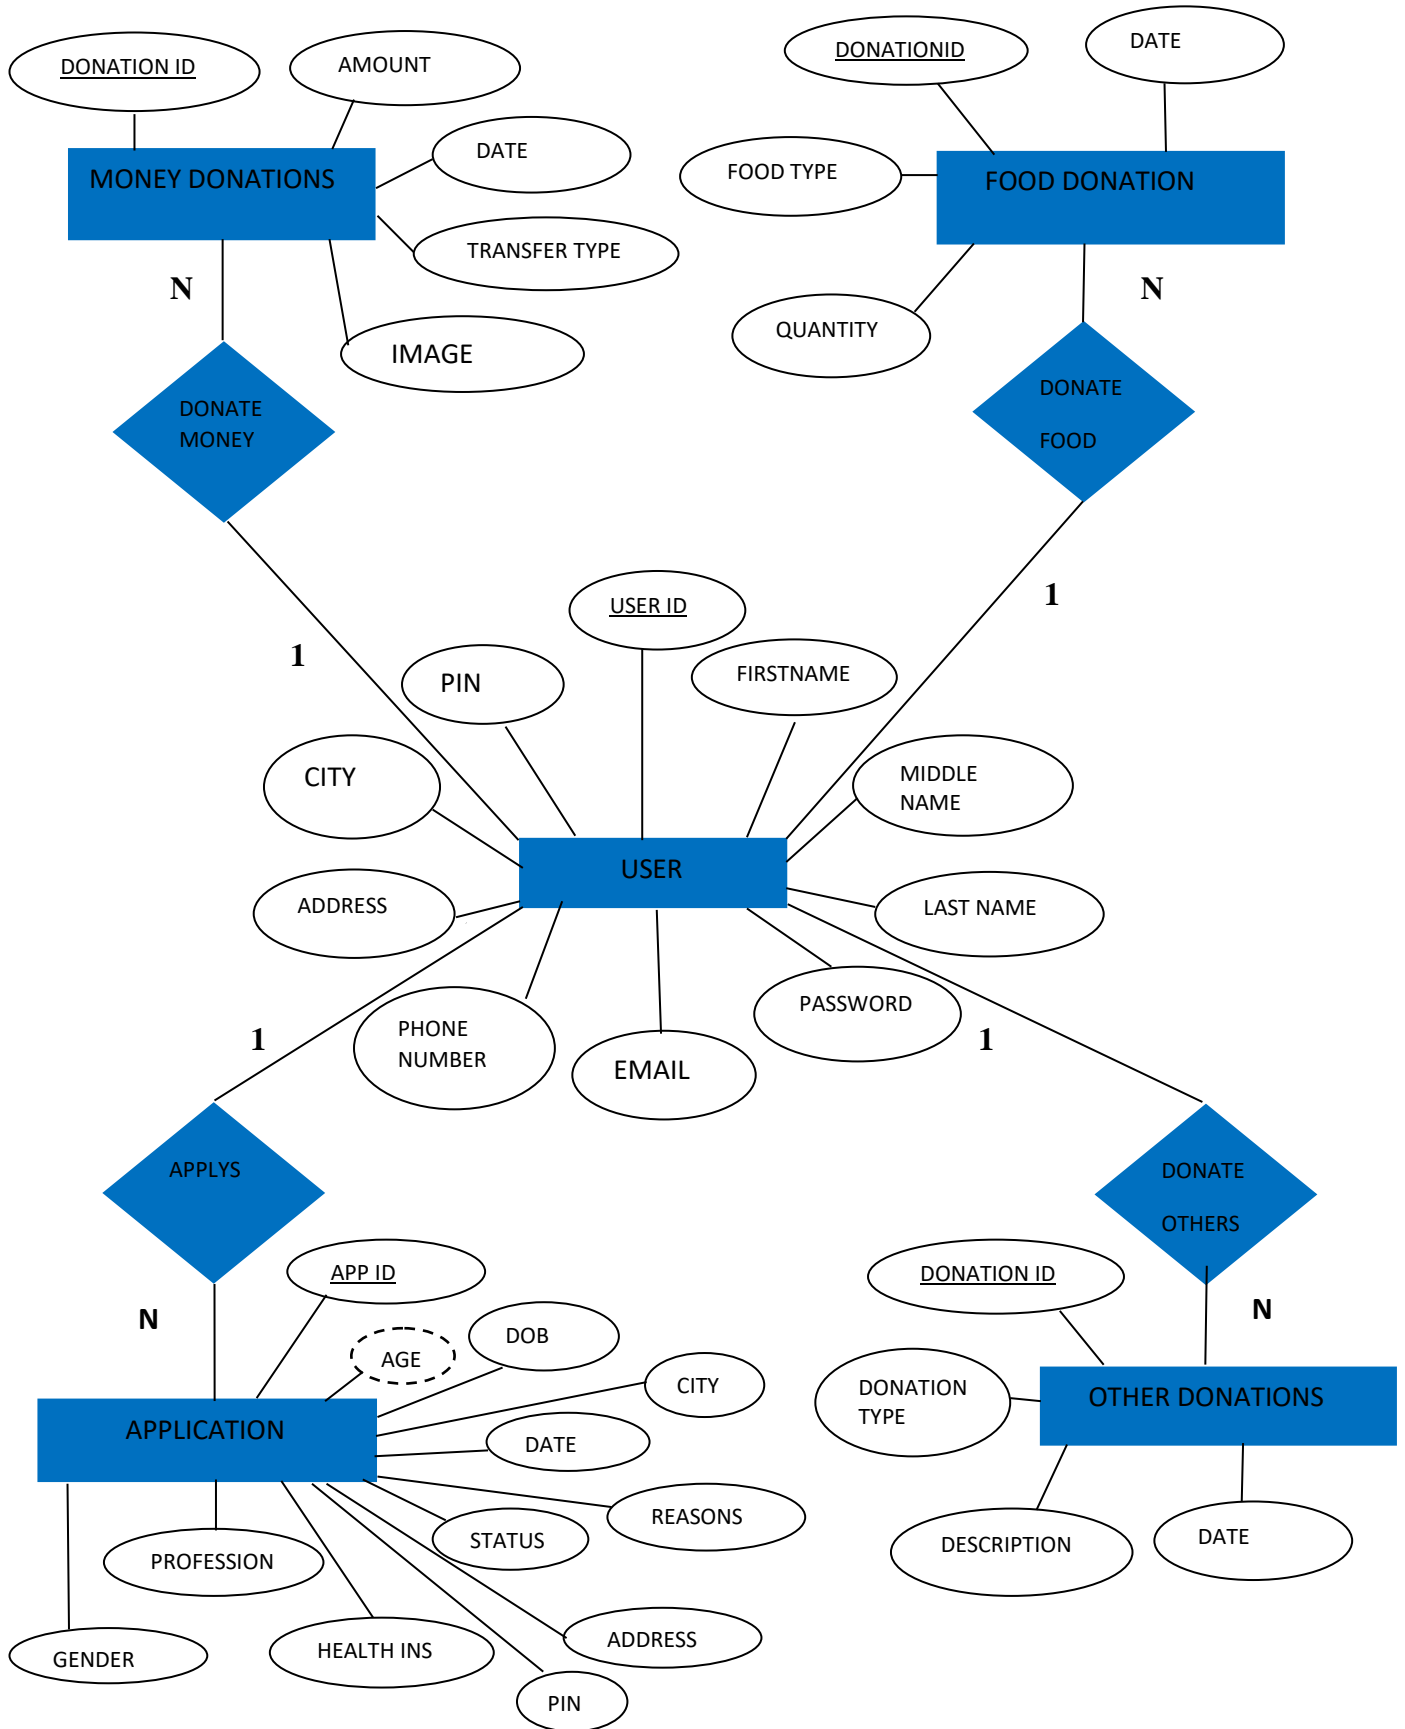 DONATION ID
AMOUNT
DONATIONID
DATE
DATE
FOOD TYPE
MONEY DONATIONS
FOOD DONATION
TRANSFER TYPE
N
N
QUANTITY
IMAGE
DONATE
MONEY
DONATE
FOOD
1
USER ID
1
PIN
FIRSTNAME
CITY
MIDDLE
NAME
USER
ADDRESS
LAST NAME
PASSWORD
1
PHONE
NUMBER
EMAIL
1
APPLYS
DONATE
OTHERS
APP ID
DONATION ID
N
N
DOB
AGE
CITY
DONATION
TYPE
OTHER DONATIONS
APPLICATION
DATE
REASONS
STATUS
DESCRIPTION
DATE
PROFESSION
GENDER
HEALTH INS
ADDRESS
PIN